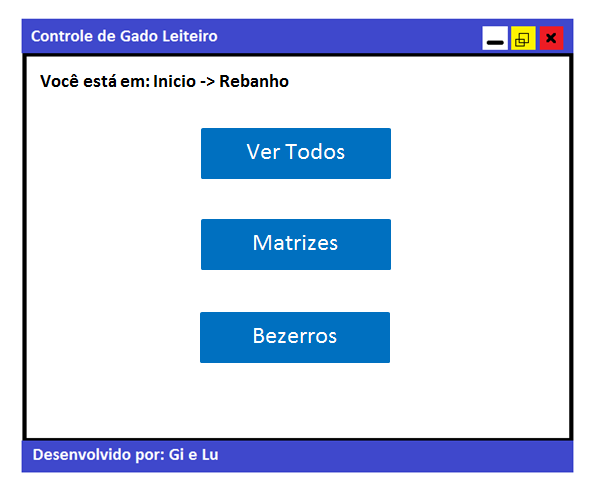 Controle de Gado Leiteiro
Você está em: Inicio -> Rebanho
Ver Todos
Matrizes
Bezerros
Desenvolvido por: Gi e Lu